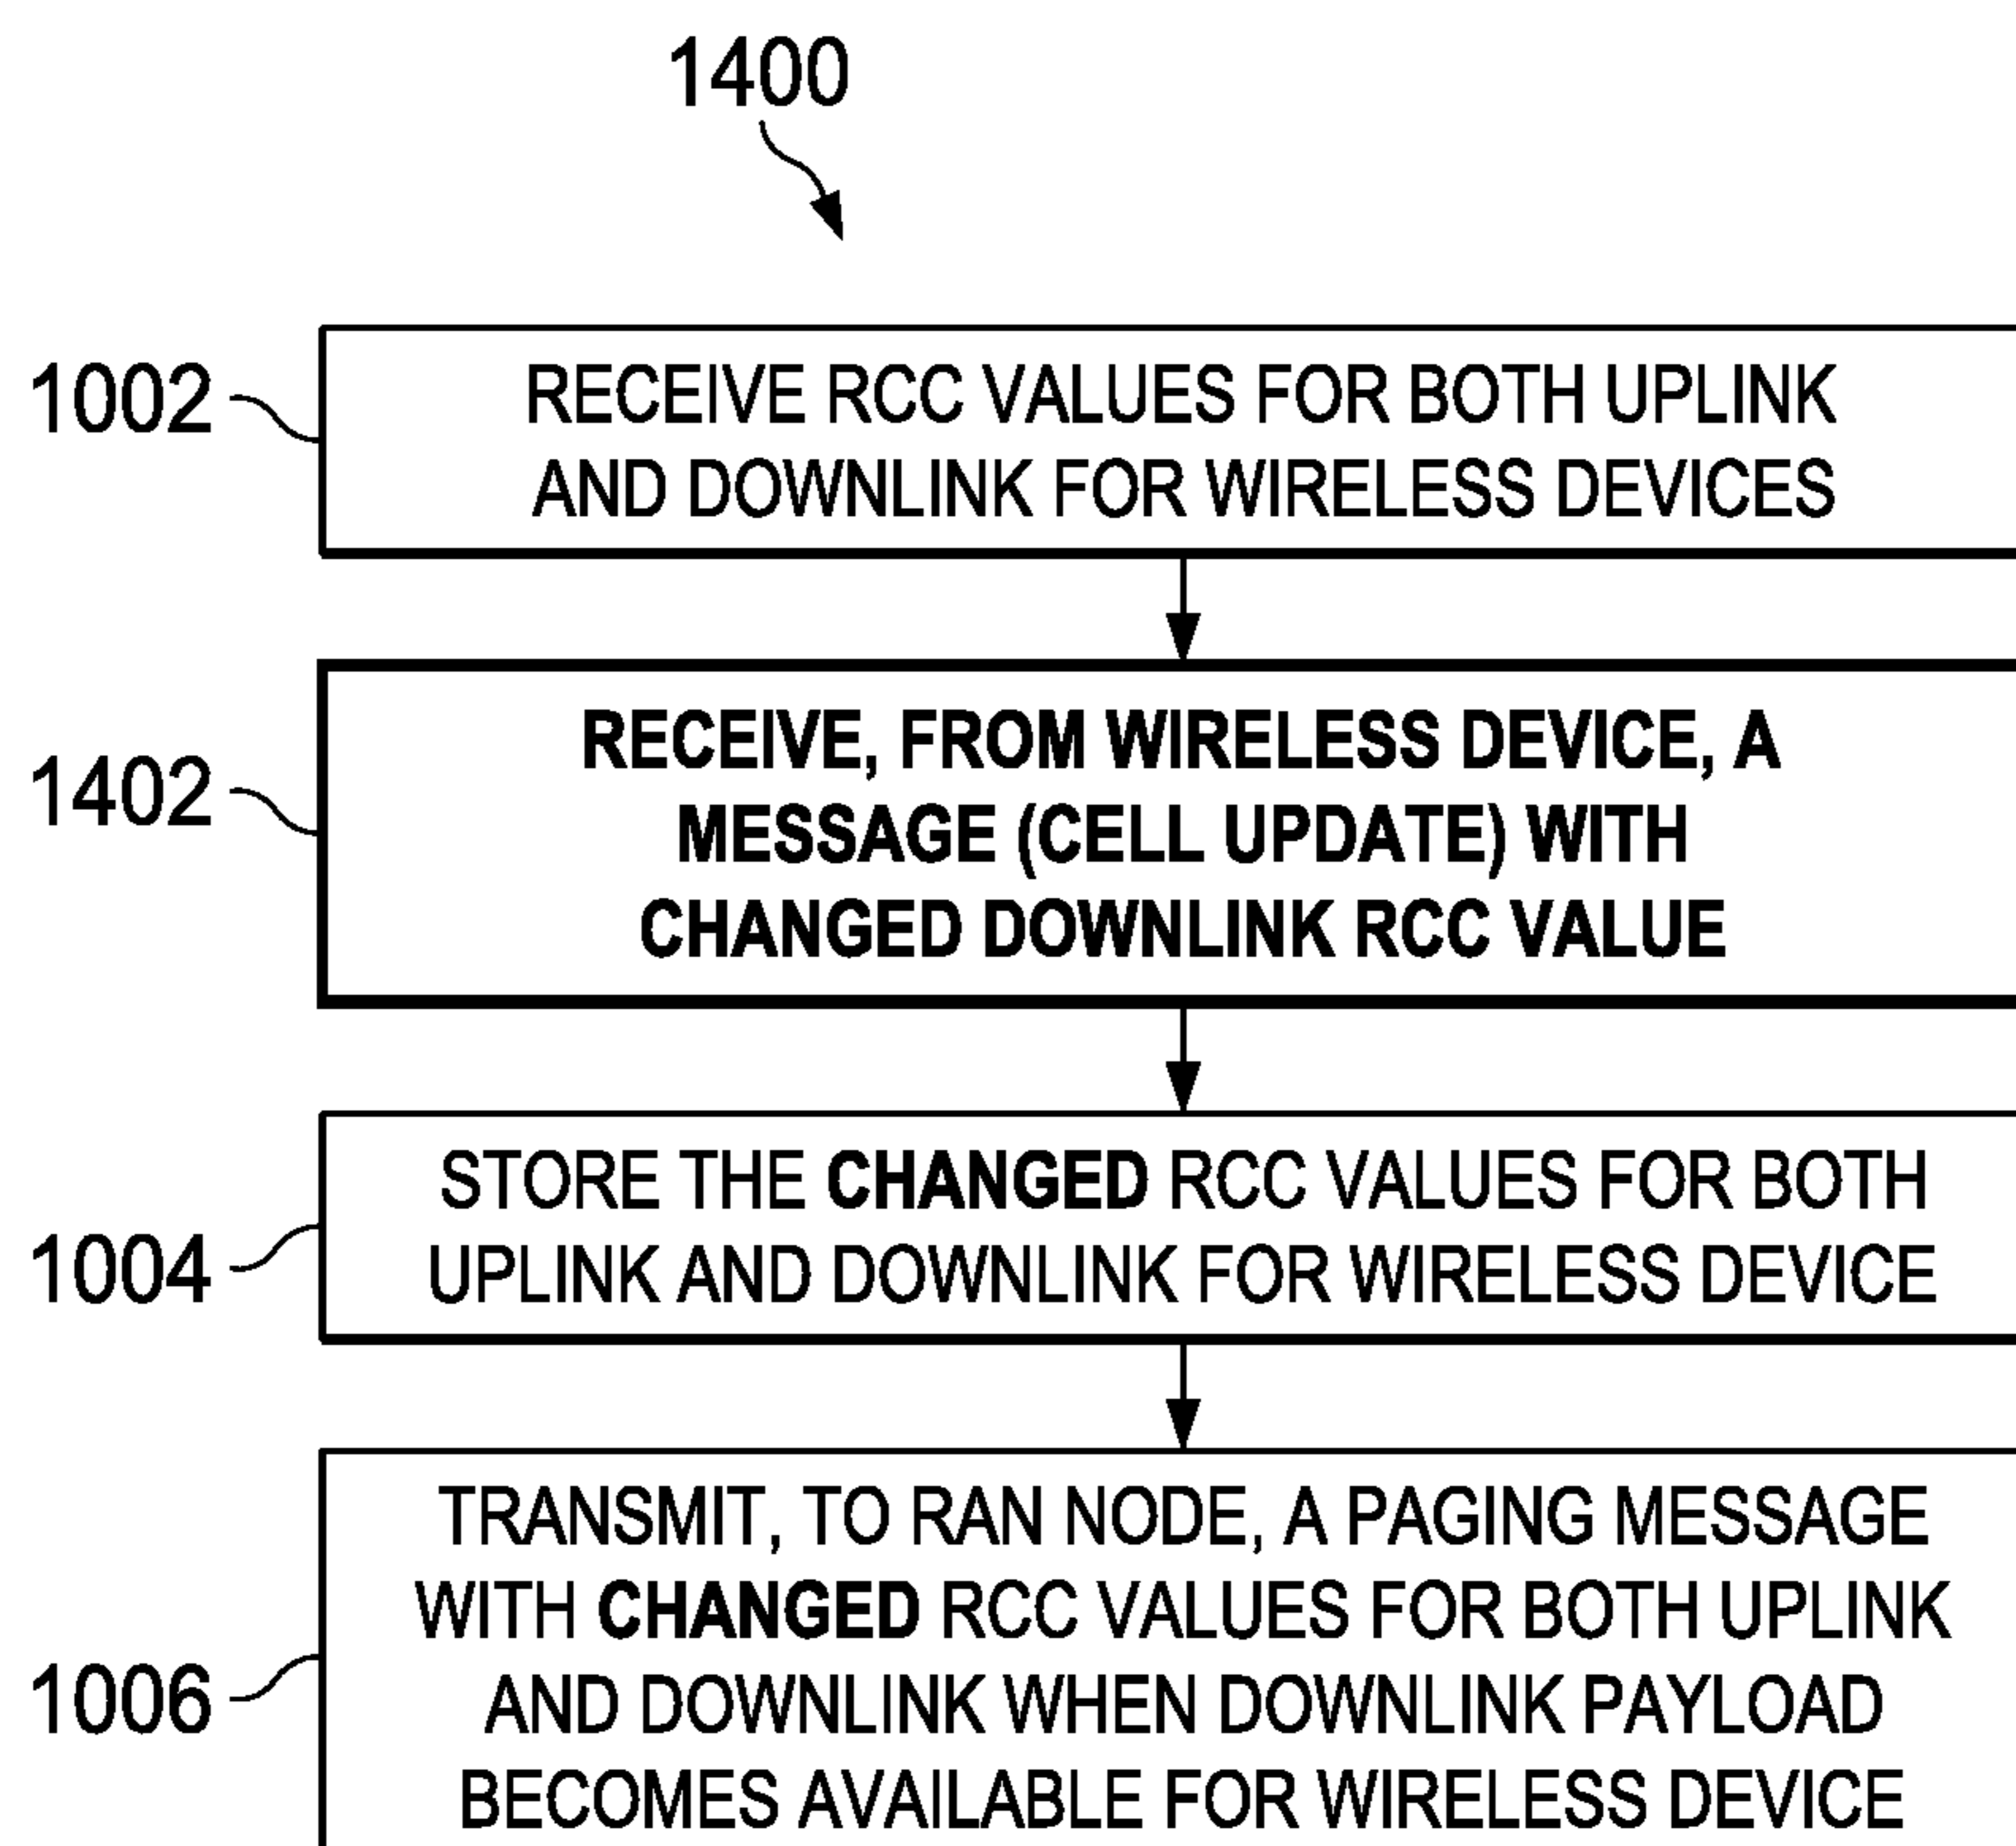 1400
1002
RECEIVE RCC VALUES FOR BOTH UPLINK
AND DOWNLINK FOR WIRELESS DEVICES
1402
RECEIVE, FROM WIRELESS DEVICE, A
MESSAGE (CELL UPDATE) WITH
CHANGED DOWNLINK RCC VALUE
1004
STORE THE CHANGED RCC VALUES FOR BOTH
UPLINK AND DOWNLINK FOR WIRELESS DEVICE
1006
TRANSMIT, TO RAN NODE, A PAGING MESSAGE
WITH CHANGED RCC VALUES FOR BOTH UPLINK
AND DOWNLINK WHEN DOWNLINK PAYLOAD
BECOMES AVAILABLE FOR WIRELESS DEVICE